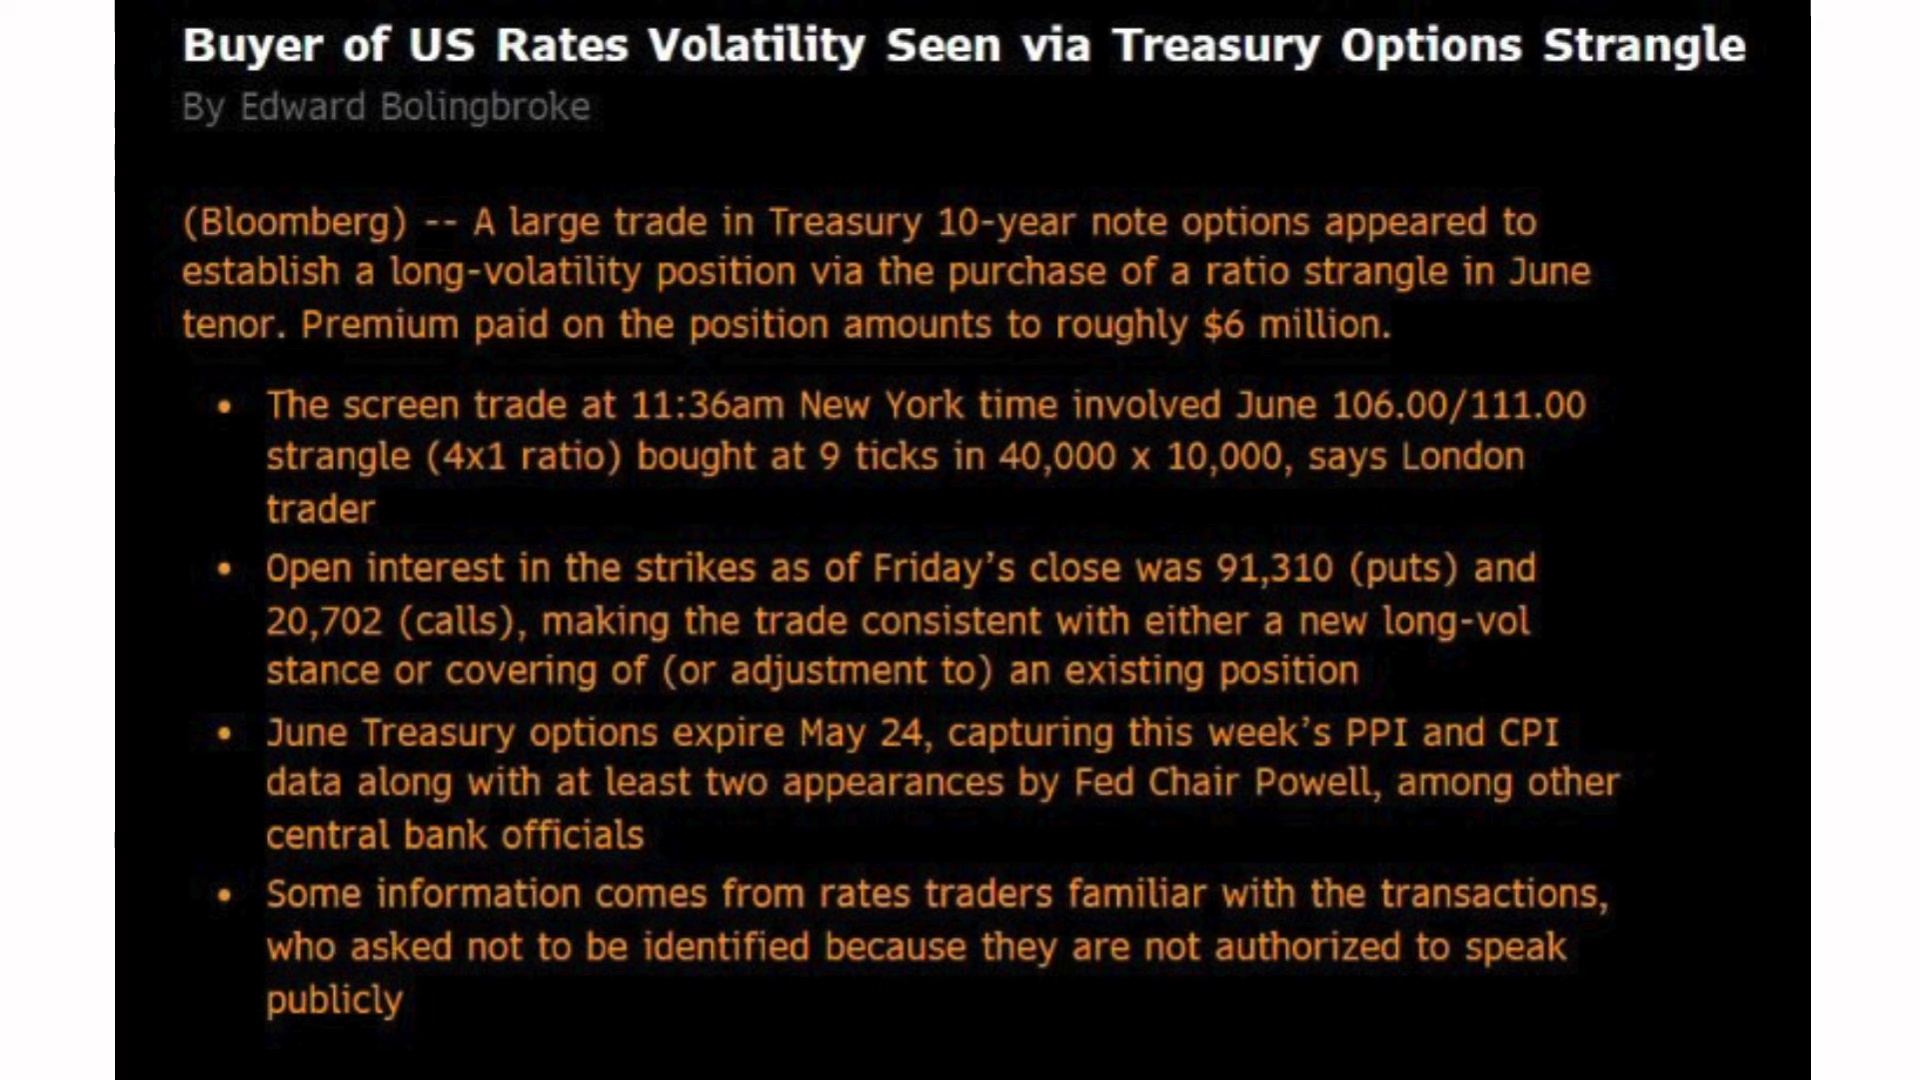 Buyer of US Rates Volatility Seen via Treasury Options Strangle
By Edward Bolingbroke
(Bloomberg) -- A large trade in Treasury 10-year note options appeared to
establish a long-volatility position via the purchase of a ratio strangle in June
tenor. Premium paid on the position amounts to roughly $6 million.
• The screen trade at 11:36am New York time involved June 106.00/111.00
strangle (4x1 ratio) bought at 9 ticks in 40,000 x 10,000, says London
trader
• Open interest in the strikes as of Friday's close was 91,310 (puts) and
20,702 (calls), making the trade consistent with either a new long-vol
stance or covering of (or adjustment to) an existing position
• June Treasury options expire May 24, capturing this week's PPI and CPI
data along with at least two appearances by Fed Chair Powell, among other
central bank officials
• Some information comes from rates traders familiar with the transactions,
who asked not to be identified because they are not authorized to speak
publicly